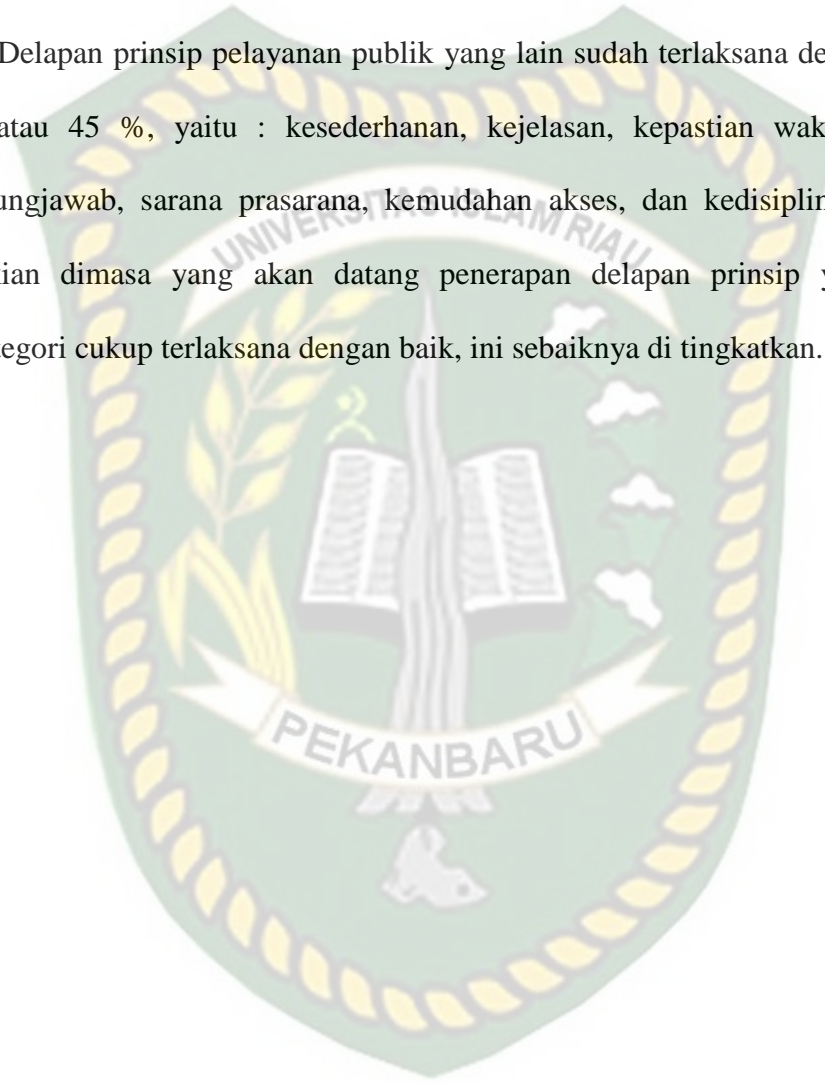 Delapan prinsip pelayanan publik yang lain sudah terlaksana de
atau 45 %, yaitu : kesederhanan, kejelasan, kepastian wak
ungjawab, sarana prasarana, kemudahan akses, dan kedisiplin
kian dimasa yang akan datang penerapan delapan prinsip y
tegori cukup terlaksana dengan baik, ini sebaiknya di tingkatkan.
UNIVERSITAS ISLAM RIAU
PEKANBARU